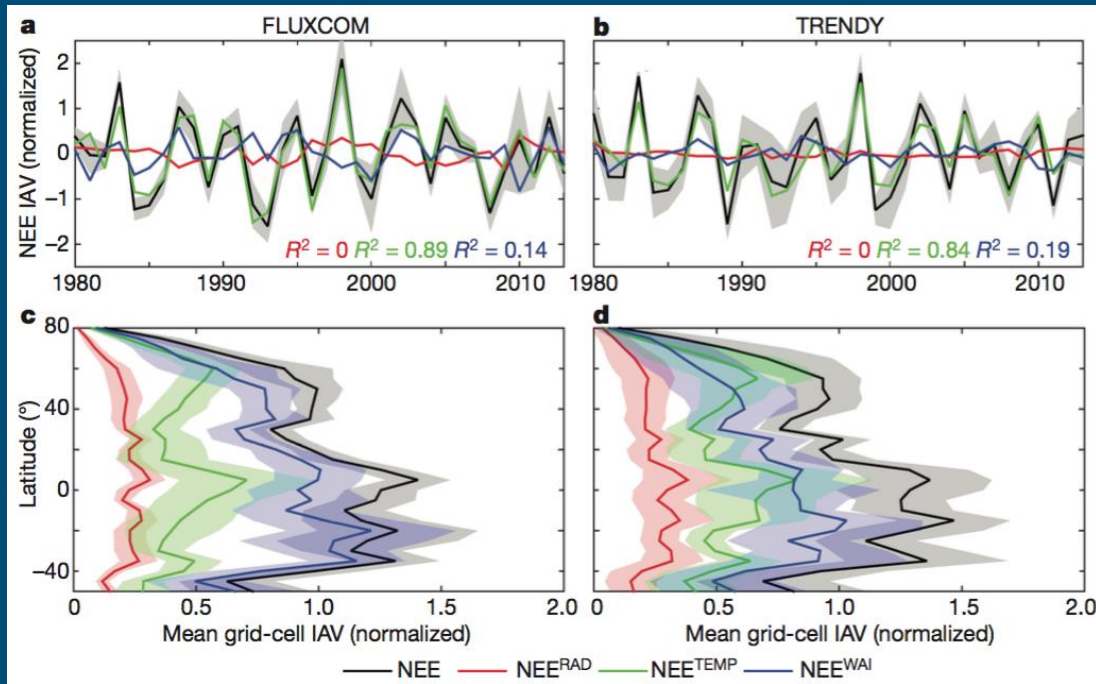 a FLUXCOM
b TRENDY
NEE IAV (normalized)
2
1
0
−1
−2
R² = 0 R² = 0.89 R² = 0.14
R² = 0 R² = 0.84 R² = 0.19
1980 1990 2000 2010
1980 1990 2000 2010
c
d
Latitude (°)
80
40
0
−40
0 0.5 1.0 1.5 2.0
0 0.5 1.0 1.5 2.0
Mean grid-cell IAV (normalized)
Mean grid-cell IAV (normalized)
NEE NEE^RAD NEE^TEMP NEE^WAI